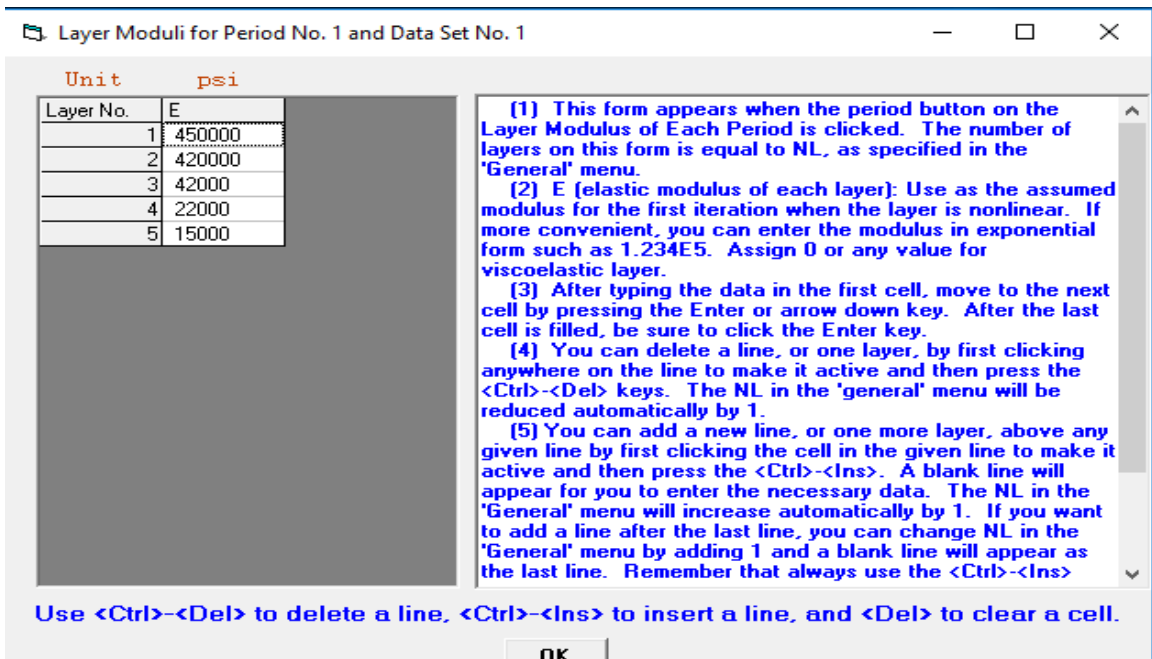 Layer Moduli for Period No. 1 and Data Set No. 1
Unit psi
Layer No. E
1 450000
2 420000
3 42000
4 22000
5 15000
(1) This form appears when the period button on the
Layer Modulus of Each Period is clicked. The number of
layers on this form is equal to NL, as specified in the
'General' menu.
(2) E (elastic modulus of each layer): Use as the assumed
modulus for the first iteration when the layer is nonlinear. If
more convenient, you can enter the modulus in exponential
form such as 1.234E5. Assign 0 or any value for
viscoelastic layer.
(3) After typing the data in the first cell, move to the next
cell by pressing the Enter or arrow down key. After the last
cell is filled, be sure to click the Enter key.
(4) You can delete a line, or one layer, by first clicking
anywhere on the line to make it active and then press the
<Ctrl>-<Del> keys. The NL in the 'general' menu will be
reduced automatically by 1.
(5) You can add a new line, or one more layer, above any
given line by first clicking the cell in the given line to make it
active and then press the <Ctrl>-<Ins>. A blank line will
appear for you to enter the necessary data. The NL in the
'General' menu will increase automatically by 1. If you want
to add a line after the last line, you can change NL in the
'General' menu by adding 1 and a blank line will appear as
the last line. Remember that always use the <Ctrl>-<Ins>
Use <Ctrl>-<Del> to delete a line, <Ctrl>-<Ins> to insert a line, and <Del> to clear a cell.
OK